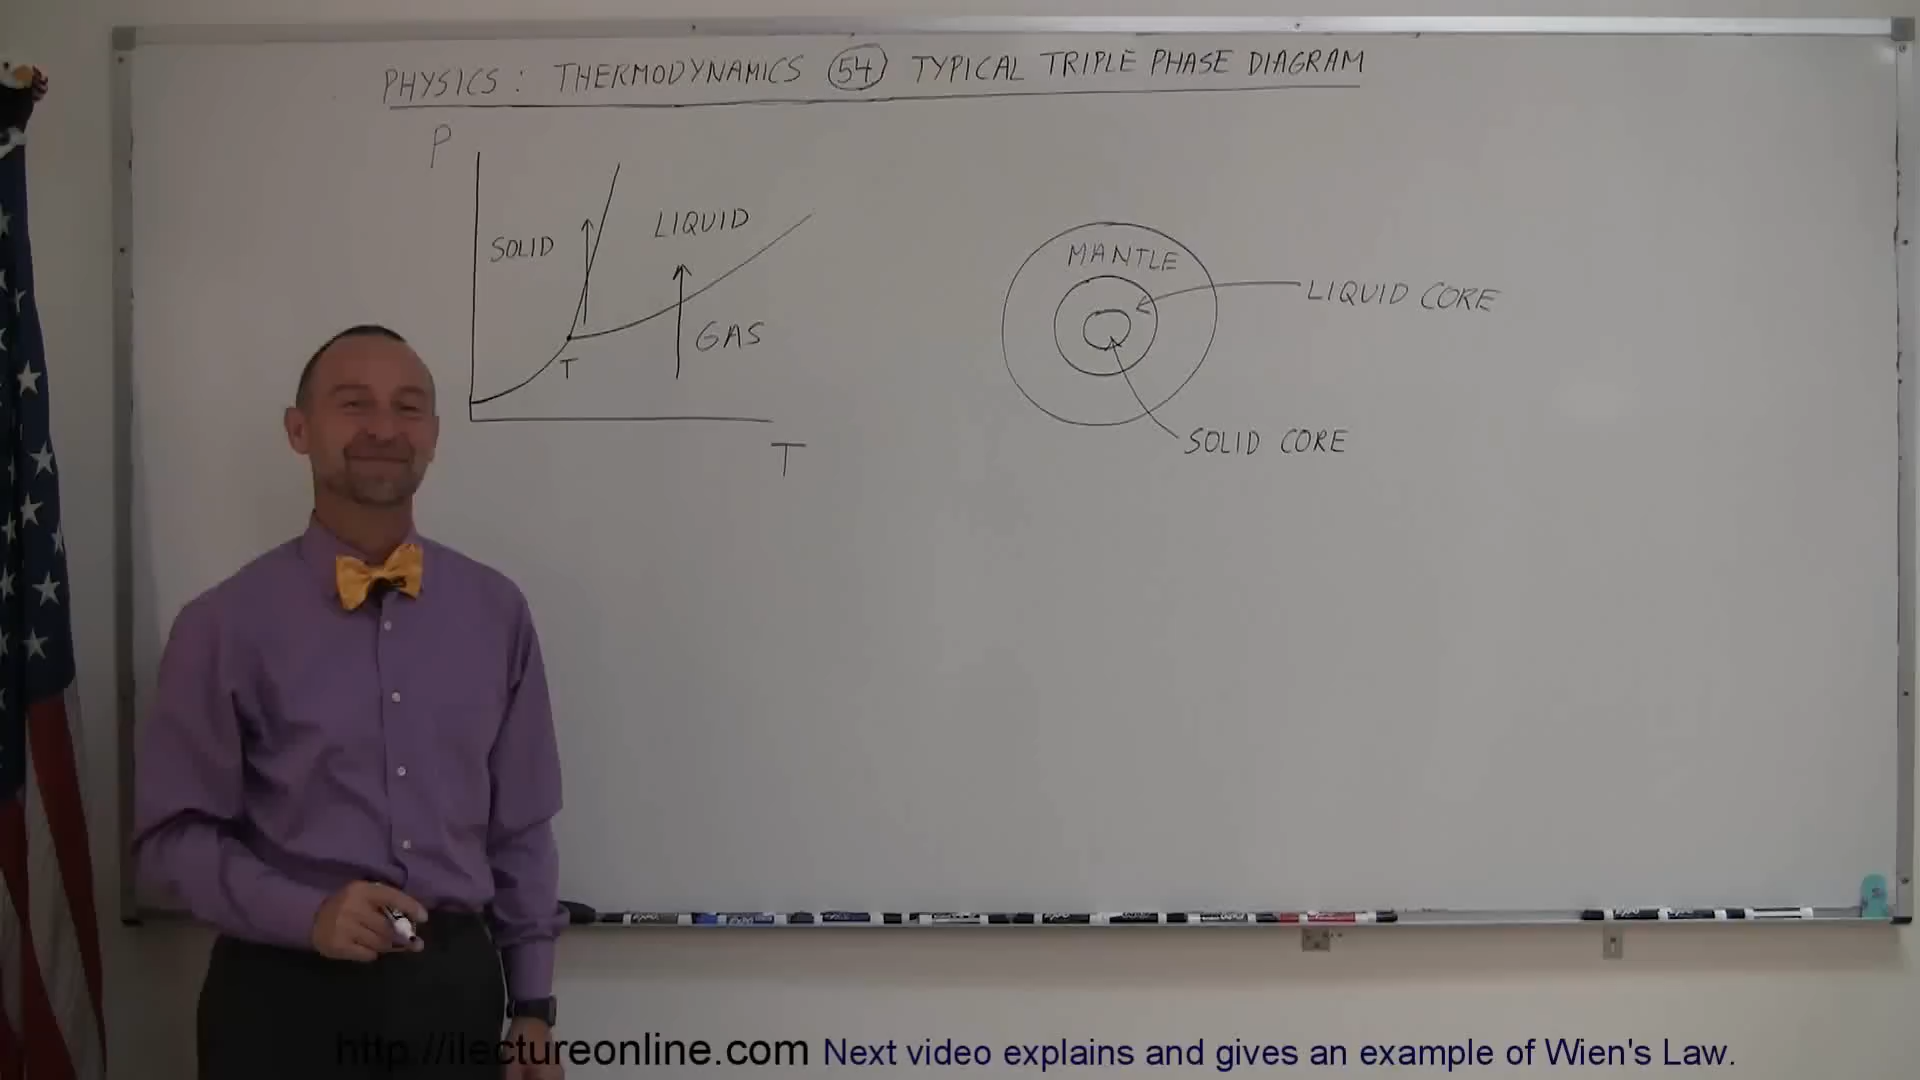 PHYSICS: THERMODYNAMICS 54 TYPICAL TRIPLE PHASE DIAGRAM
P
SOLID
LIQUID
GAS
T
T
MANTLE
LIQUID CORE
SOLID CORE
http://ilectureonline.com Next video explains and gives an example of Wien's Law.